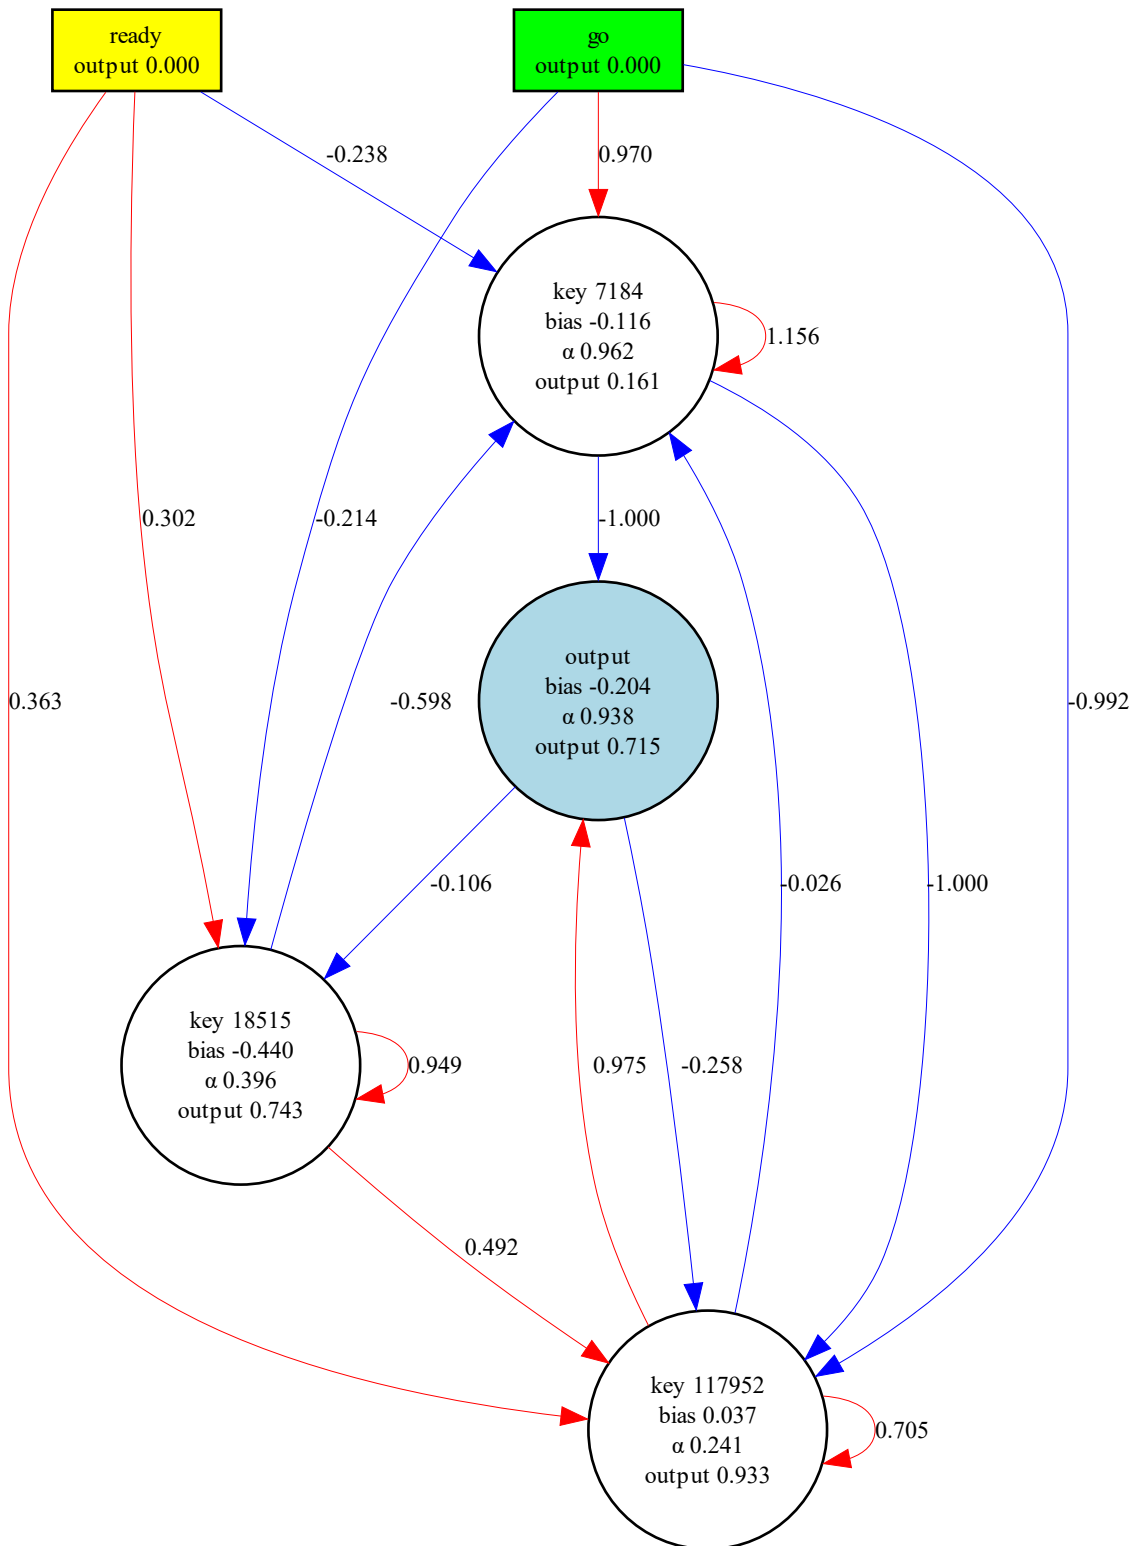 ready
output 0.000
go
output 0.000
-0.238
0.970
key 7184
bias -0.116
α 0.962
output 0.161
1.156
0.302
-0.214
-1.000
output
bias -0.204
α 0.938
output 0.715
0.363
-0.598
-0.992
-0.106
-0.026
-1.000
key 18515
bias -0.440
α 0.396
output 0.743
0.949
0.975
-0.258
0.492
key 117952
bias 0.037
α 0.241
output 0.933
0.705